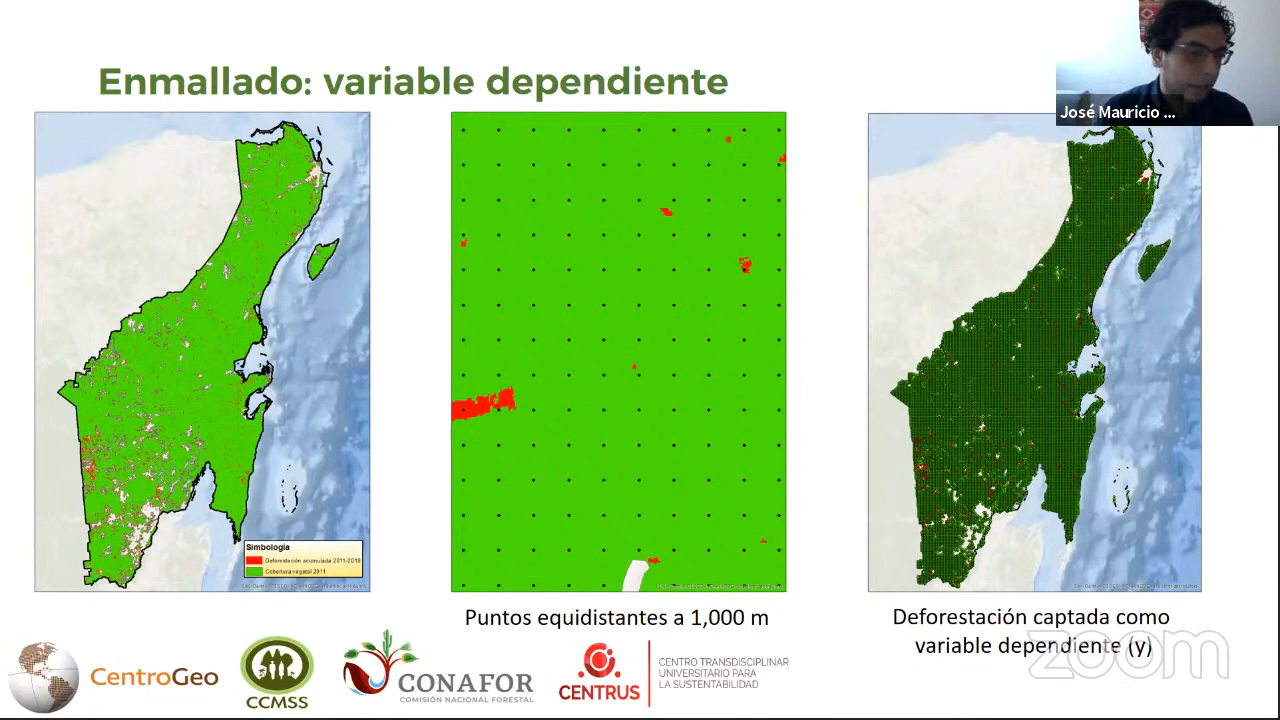 Enmallado: variable dependiente
José Mauricio ...
Simbología
Deforestación acumulada 2011-2018
Cobertura vegetal 2011
Puntos equidistantes a 1,000 m
Deforestación captada como
variable dependiente (y)
zoom
CentroGeo
CCMSS
CONAFOR
COMISIÓN NACIONAL FORESTAL
CENTRUS
CENTRO TRANSDISCIPLINAR
UNIVERSITARIO PARA
LA SUSTENTABILIDAD